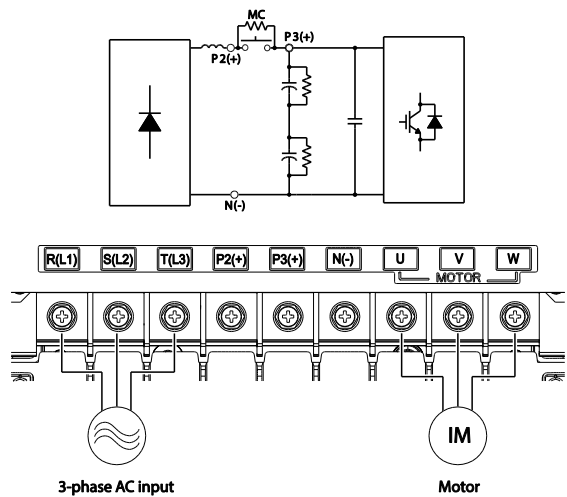 MC
P2(+)
P3(+)
N(-)
R(L1) S(L2) T(L3) P2(+) P3(+) N(-) U V W
MOTOR
IM
3-phase AC input
Motor